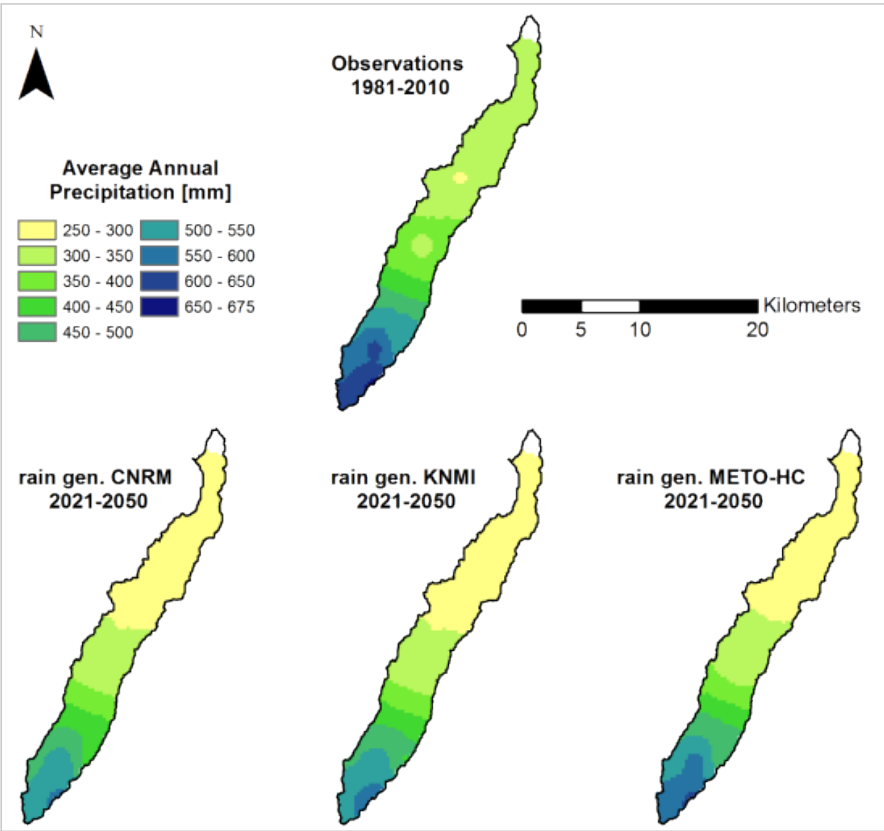 N
Observations
1981-2010
Average Annual
Precipitation [mm]
250 - 300
300 - 350
350 - 400
400 - 450
450 - 500
500 - 550
550 - 600
600 - 650
650 - 675
Kilometers
0 5 10 20
rain gen. CNRM
2021-2050
rain gen. KNMI
2021-2050
rain gen. METO-HC
2021-2050